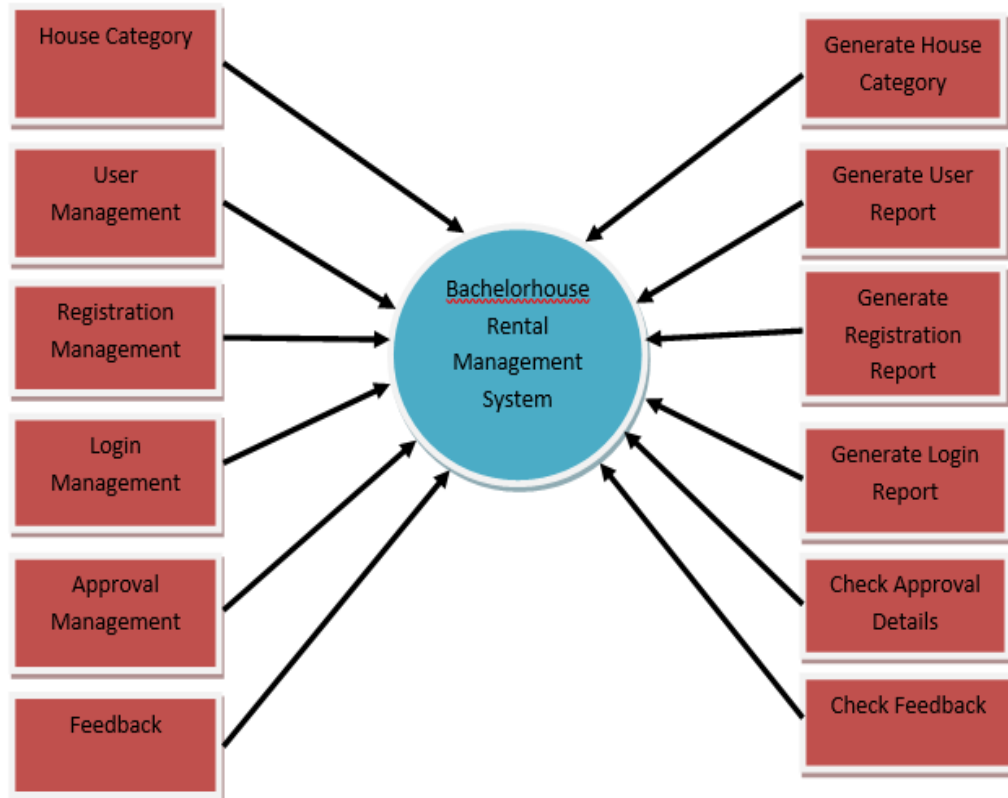 House Category
User
Management
Registration
Management
Login
Management
Approval
Management
Feedback
Bachelorhouse
Rental
Management
System
Generate House
Category
Generate User
Report
Generate
Registration
Report
Generate Login
Report
Check Approval
Details
Check Feedback